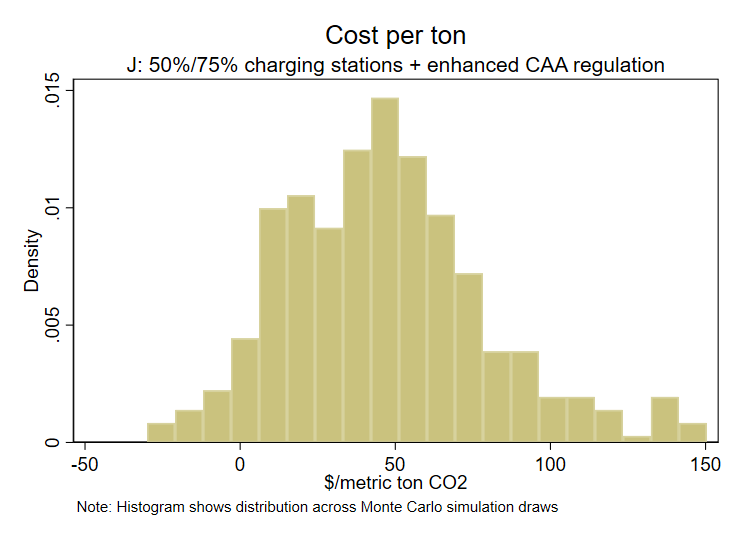 Cost per ton
J: 50%/75% charging stations + enhanced CAA regulation
.015
.01
.005
0
Density
-50 0 50 100 150
$/metric ton CO2
Note: Histogram shows distribution across Monte Carlo simulation draws